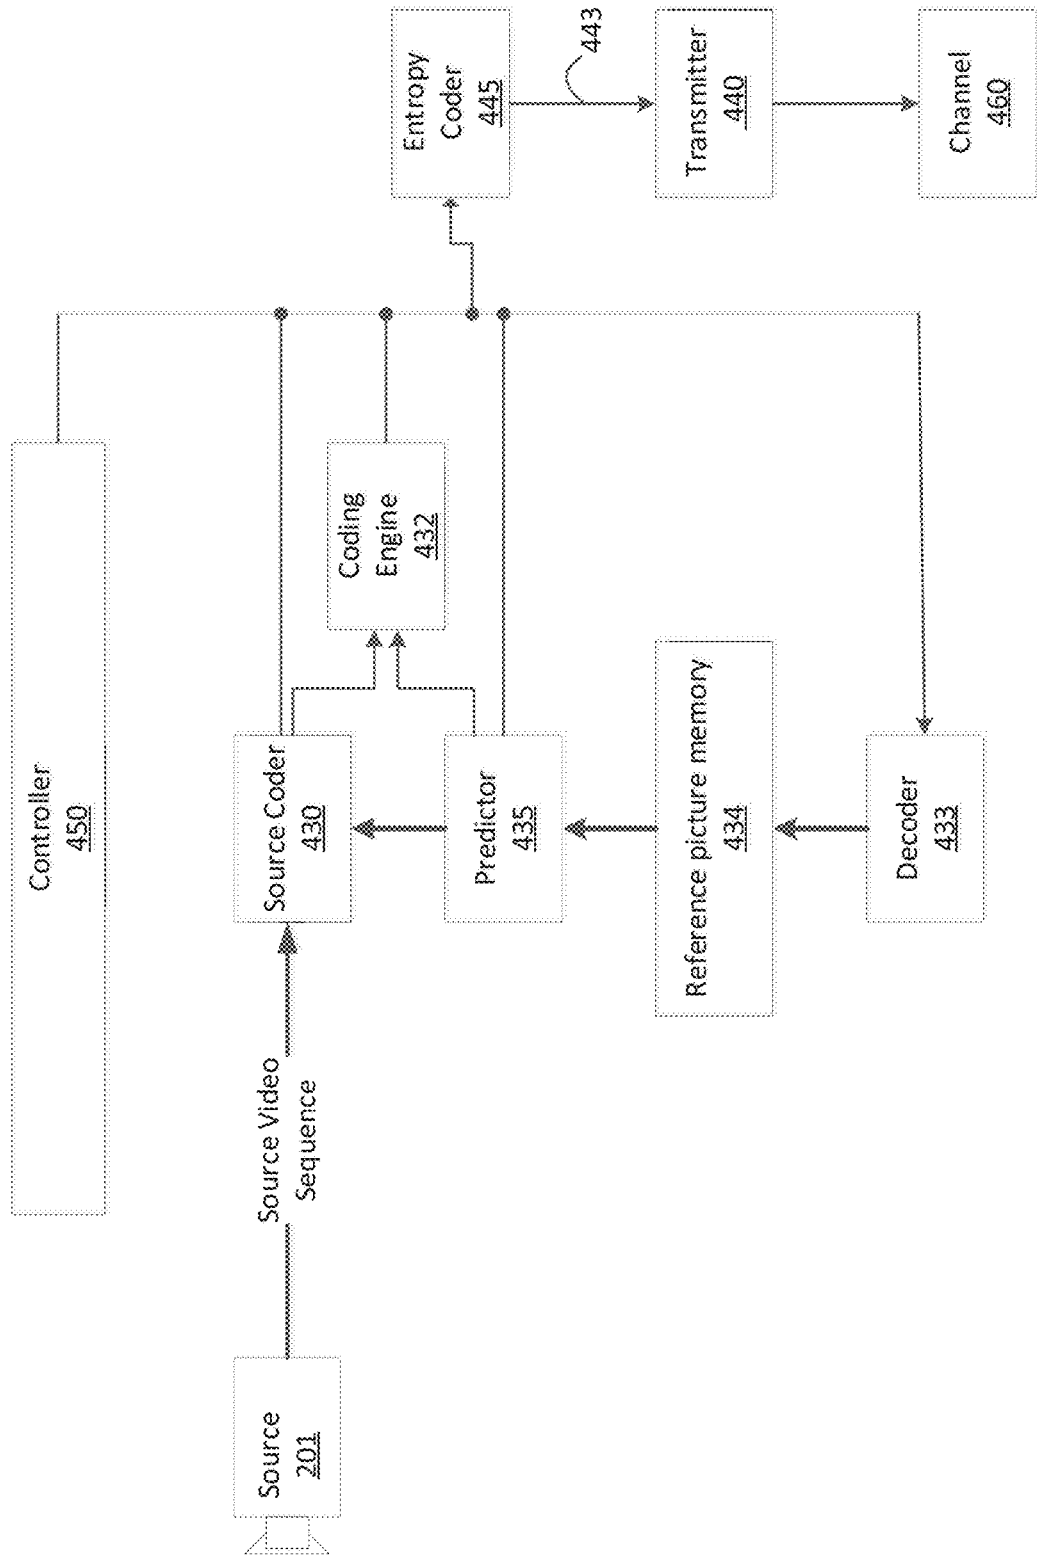 Controller
450
Source
201
Source Video
Sequence
Source Coder
430
Coding
Engine
432
Predictor
435
Reference picture memory
434
Decoder
433
Entropy
Coder
445
443
Transmitter
440
Channel
460